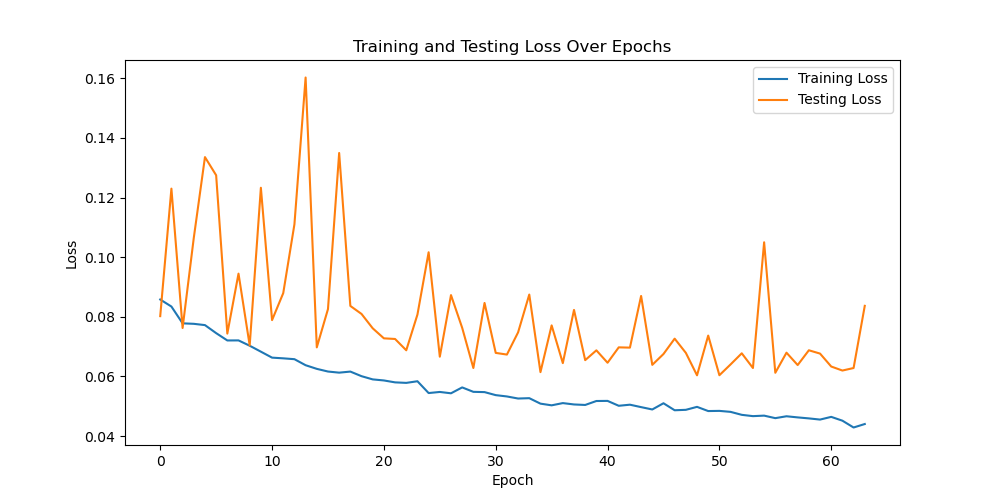 Training and Testing Loss Over Epochs
Training Loss
Testing Loss
0.16
0.14
0.12
0.10
0.08
0.06
0.04
Loss
0
10
20
30
40
50
60
Epoch